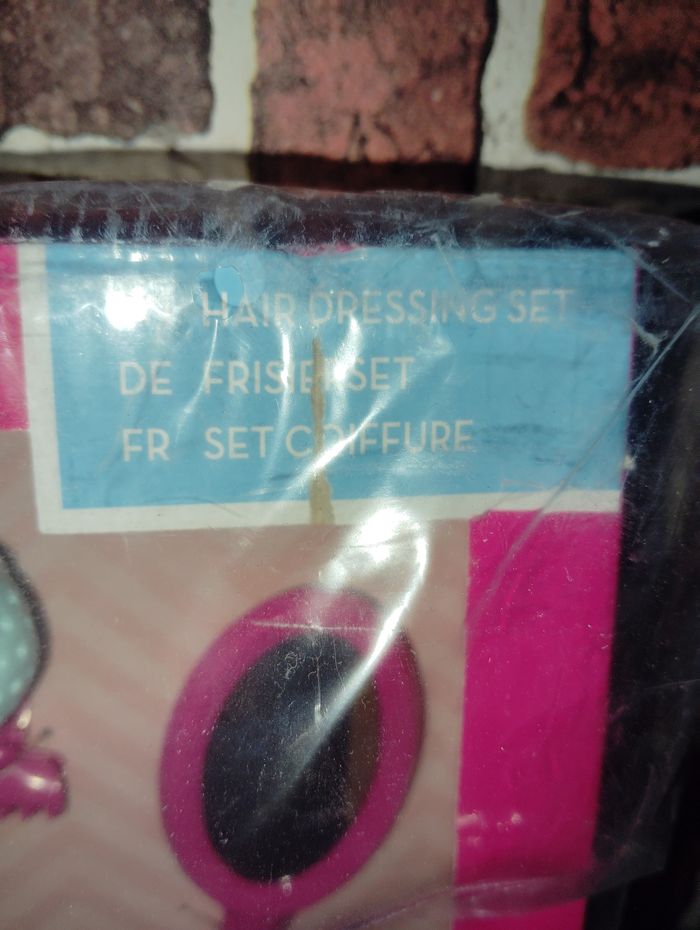 HAIR DRESSING SET
DE FRISIERSET
FR SET COIFFURE